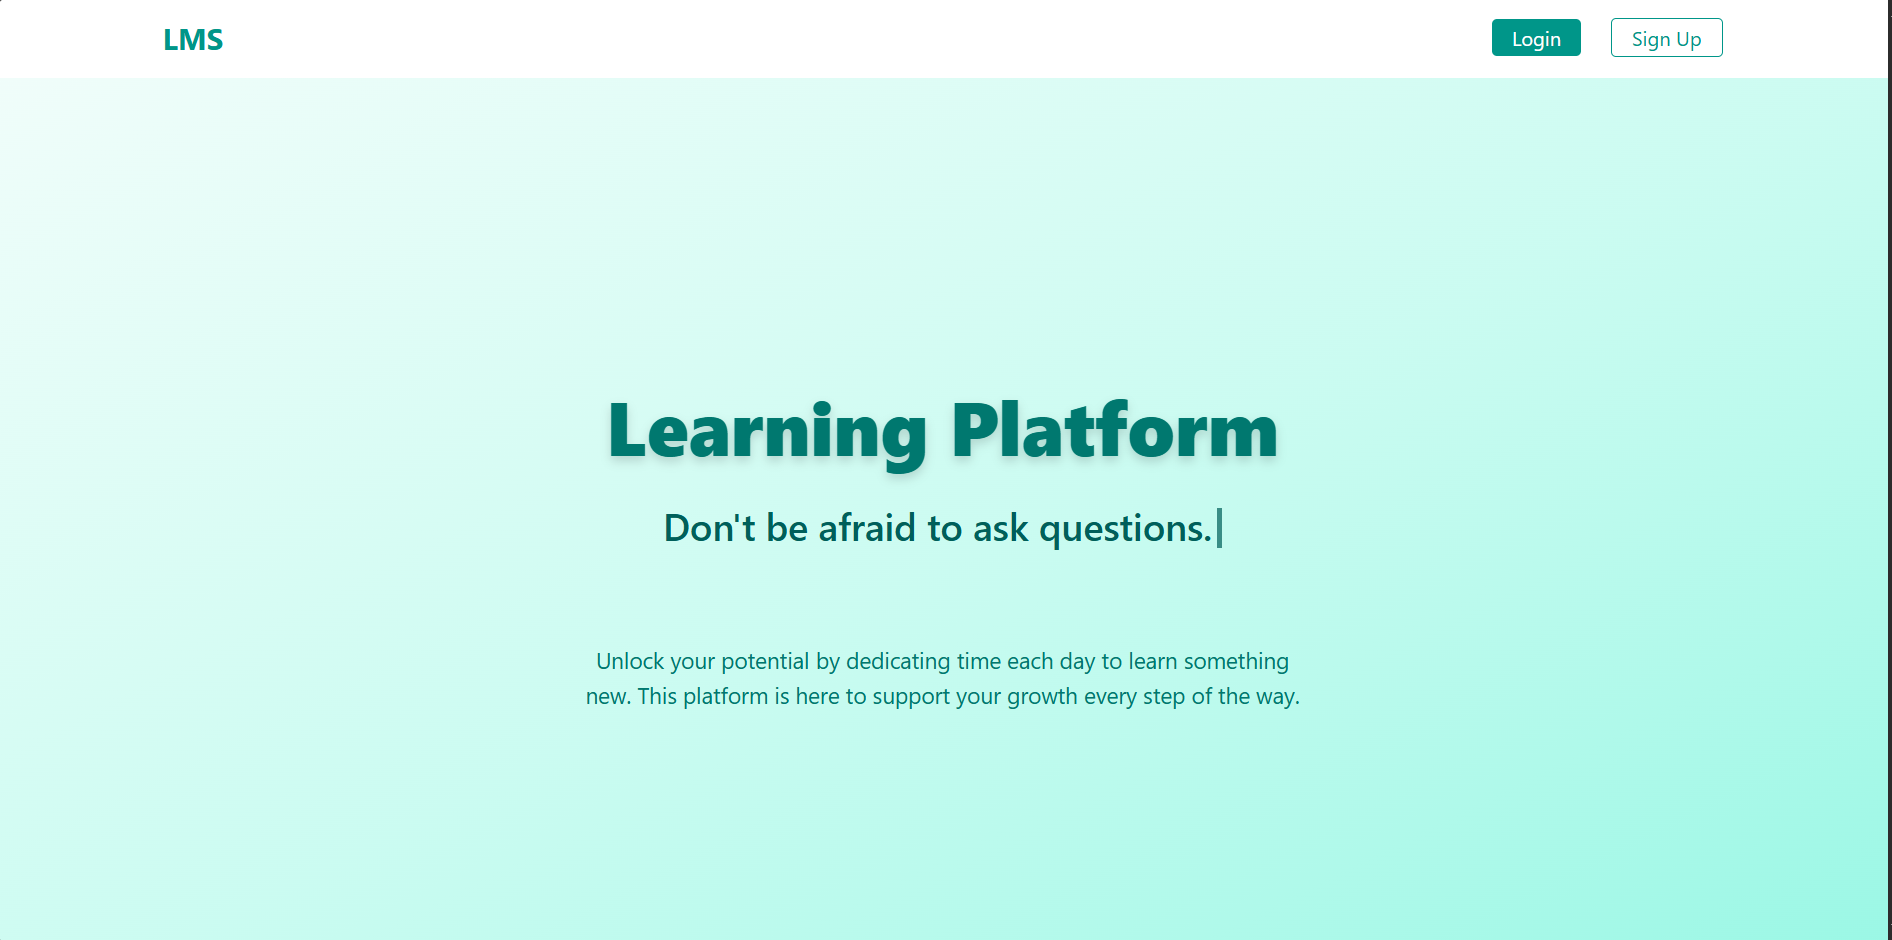 LMS
Login
Sign Up
Learning Platform
Don't be afraid to ask questions.
Unlock your potential by dedicating time each day to learn something
new. This platform is here to support your growth every step of the way.